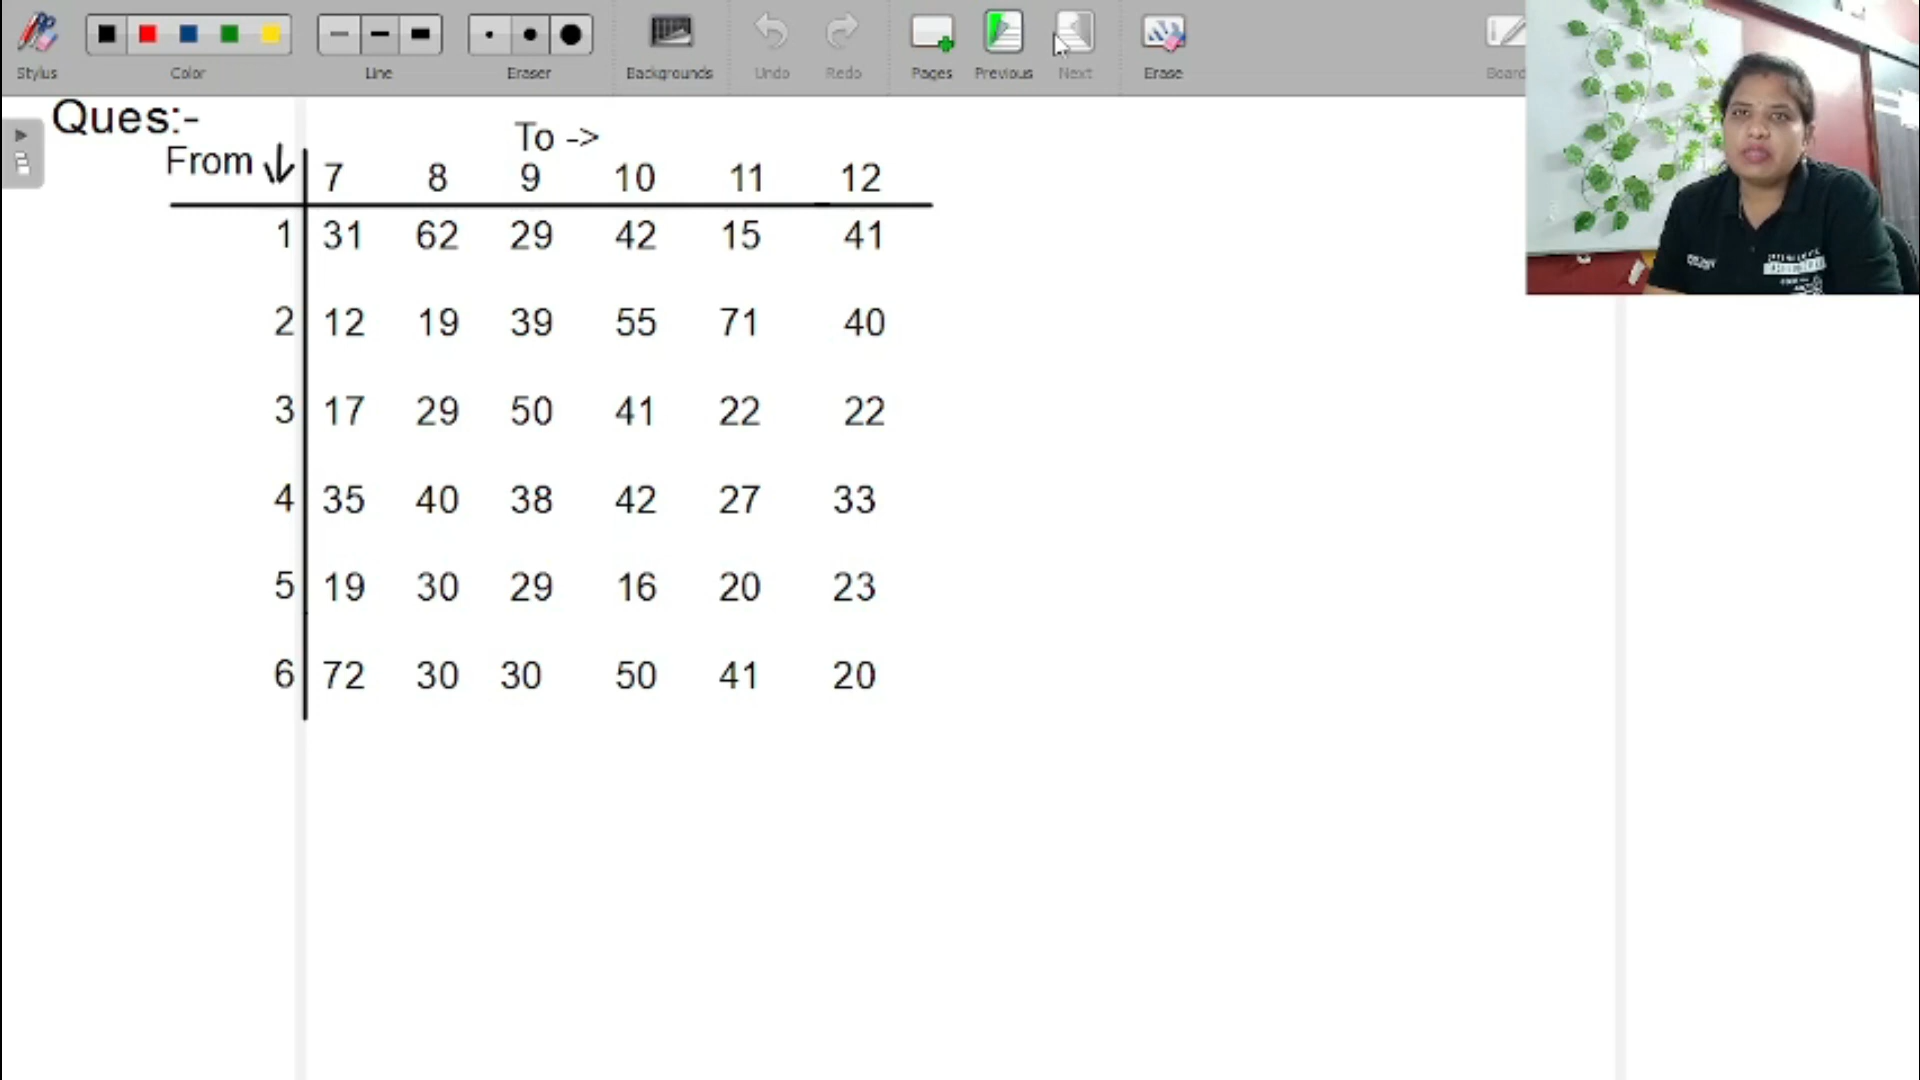 Stylus Color Line Eraser Backgrounds Undo Redo Pages Previous Next Erase Board
Ques:-
To ->
From ↓ 7 8 9 10 11 12
1 31 62 29 42 15 41
2 12 19 39 55 71 40
3 17 29 50 41 22 22
4 35 40 38 42 27 33
5 19 30 29 16 20 23
6 72 30 30 50 41 20